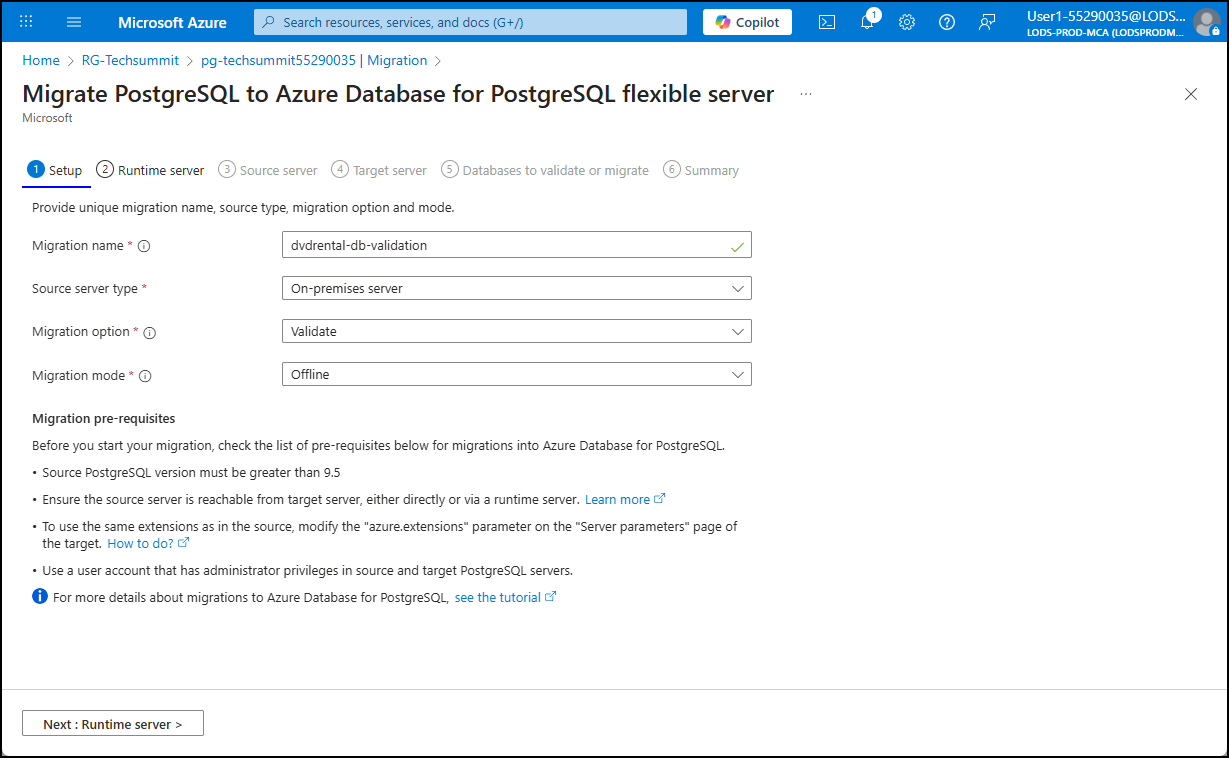 Microsoft Azure
Search resources, services, and docs (G+/)
Copilot
1
User1-55290035@LODS...
LODS-PROD-MCA (LODSPRODM...
Home > RG-Techsummit > pg-techsummit55290035 | Migration >
Migrate PostgreSQL to Azure Database for PostgreSQL flexible server ...
Microsoft
1 Setup 2 Runtime server 3 Source server 4 Target server 5 Databases to validate or migrate 6 Summary
Provide unique migration name, source type, migration option and mode.
Migration name * dvdrental-db-validation
Source server type * On-premises server
Migration option * Validate
Migration mode * Offline
Migration pre-requisites
Before you start your migration, check the list of pre-requisites below for migrations into Azure Database for PostgreSQL.
• Source PostgreSQL version must be greater than 9.5
• Ensure the source server is reachable from target server, either directly or via a runtime server. Learn more
• To use the same extensions as in the source, modify the "azure.extensions" parameter on the "Server parameters" page of
the target. How to do?
• Use a user account that has administrator privileges in source and target PostgreSQL servers.
For more details about migrations to Azure Database for PostgreSQL, see the tutorial
Next : Runtime server >